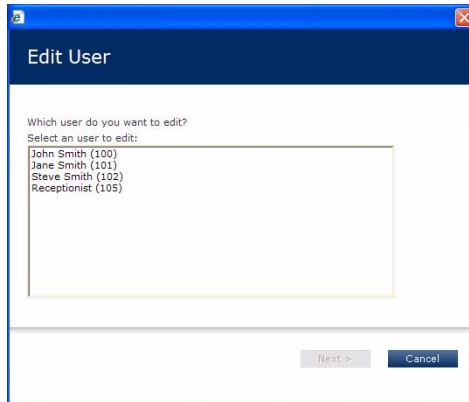 Edit User
Which user do you want to edit?
Select an user to edit:
John Smith (100)
Jane Smith (101)
Steve Smith (102)
Receptionist (105)
Next >
Cancel